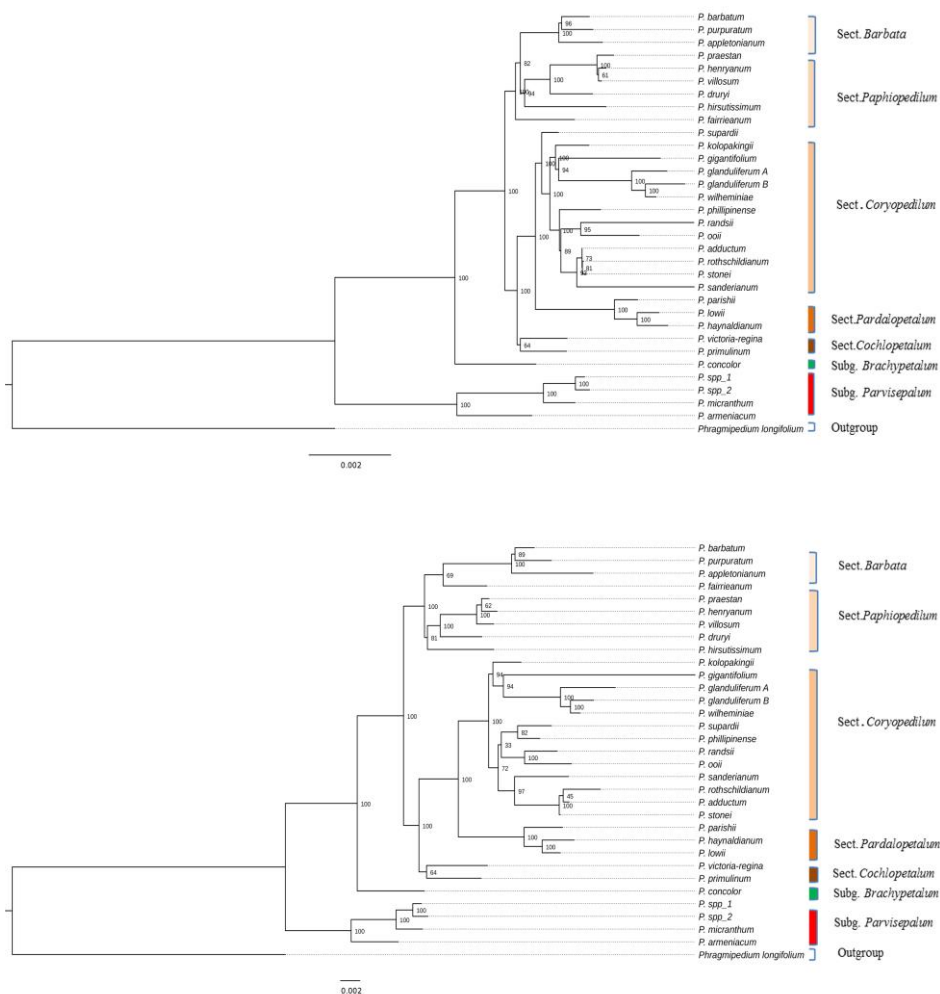 P. barbatum
96
P. purpuratum
100
P. appletonianum
Sect. Barbata
82
P. praestan
100
P. henryanum
61
P. villosum
100
P. druryi
94
P. hirsutissimum
P. fairrieanum
Sect.Paphiopedilum
P. supardii
P. kolopakingii
100
P. gigantifolium
100
94
P. glanduliferum A
100
P. glanduliferum B
100
P. wilheminiae
100
100
P. phillipinense
P. randsii
100
95
P. ooii
100
P. adductum
89
73
P. rothschildianum
81
P. stonei
P. sanderianum
Sect. Coryopedilum
100
P. parishii
100
P. lowii
100
P. haynaldianum
Sect.Pardalopetalum
P. victoria-regina
64
P. primulinum
Sect.Cochlopetalum
100
P. concolor
Subg. Brachypetalum
P. spp_1
100
P. spp_2
100
P. micranthum
100
P. armeniacum
Subg. Parvisepalum
Phragmipedium longifolium
Outgroup
0.002
P. barbatum
85
P. purpuratum
100
P. appletonianum
69
P. fairrieanum
Sect. Barbata
100
P. praestan
62
P. henryanum
100
P. villosum
100
P. druryi
81
P. hirsutissimum
Sect.Paphiopedilum
P. kolopakingii
P. gigantifolium
94
P. glanduliferum A
100
P. glanduliferum B
100
P. wilheminiae
100
100
P. supardii
82
P. phillipinense
33
P. randsii
100
P. ooii
72
P. sanderianum
100
97
P. rothschildianum
45
P. adductum
100
P. stonei
Sect. Coryopedilum
100
P. parishii
100
P. haynaldianum
100
P. lowii
Sect. Pardalopetalum
P. victoria-regina
64
P. primulinum
Sect. Cochlopetalum
100
P. concolor
Subg. Brachypetalum
P. spp_1
100
P. spp_2
100
P. micranthum
100
P. armeniacum
Subg. Parvisepalum
Phragmipedium longifolium
Outgroup
0.002